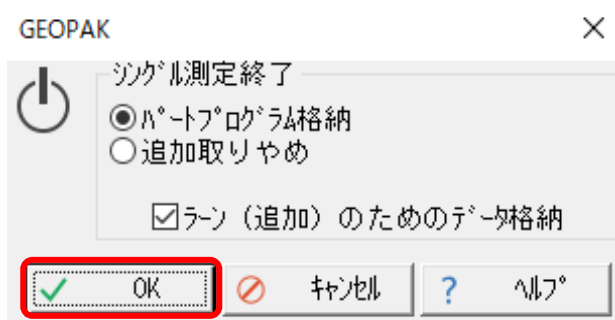 GEOPAK
ｼﾝｸﾞﾙ測定終了
ﾊﾟｰﾄﾌﾟﾛｸﾞﾗﾑ格納
追加取りやめ
ﾗｰﾝ（追加）のためのﾃﾞｰﾀ格納
OK ｷｬﾝｾﾙ ? ﾍﾙﾌﾟ